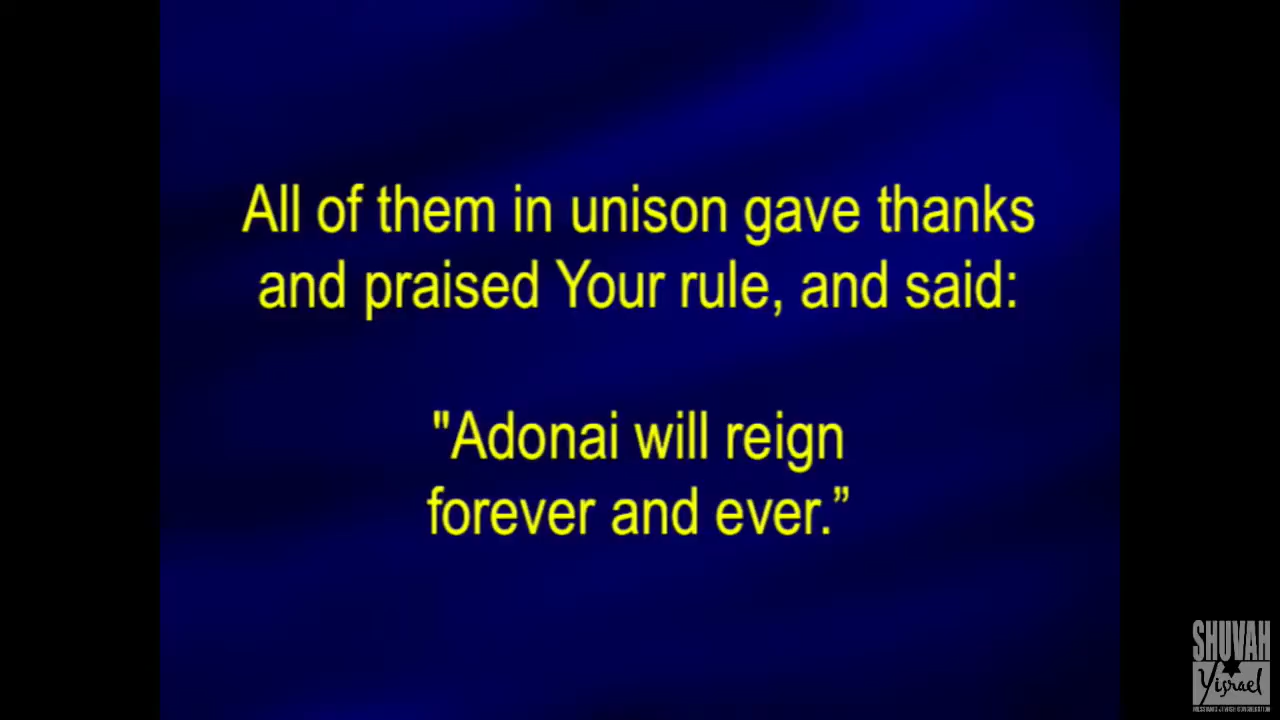 All of them in unison gave thanks
and praised Your rule, and said:
"Adonai will reign
forever and ever.”
SHUVAH
Yisrael